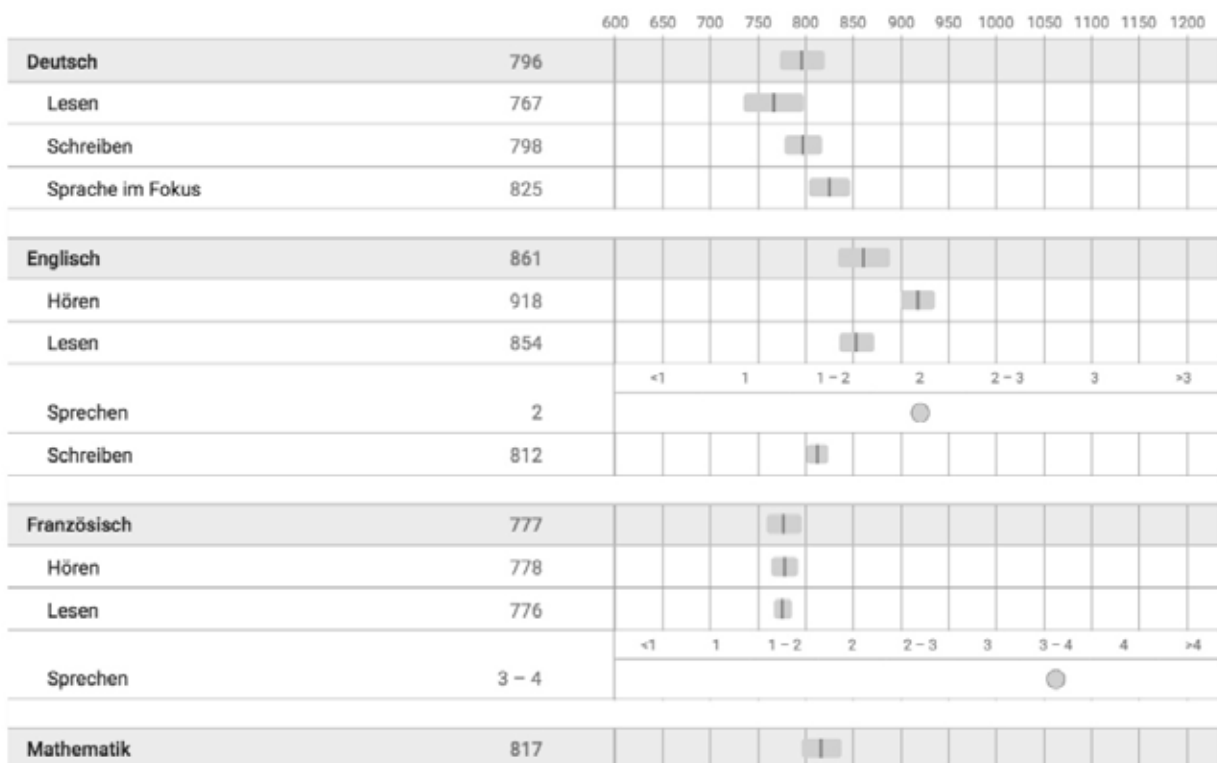 600 650 700 750 800 850 900 950 1000 1050 1100 1150 1200
Deutsch 796
Lesen 767
Schreiben 798
Sprache im Fokus 825
Englisch 861
Hören 918
Lesen 854
<1 1 1 – 2 2 2 – 3 3 >3
Sprechen 2
Schreiben 812
Französisch 777
Hören 778
Lesen 776
<1 1 1 – 2 2 2 – 3 3 3 – 4 4 >4
Sprechen 3 – 4
Mathematik 817